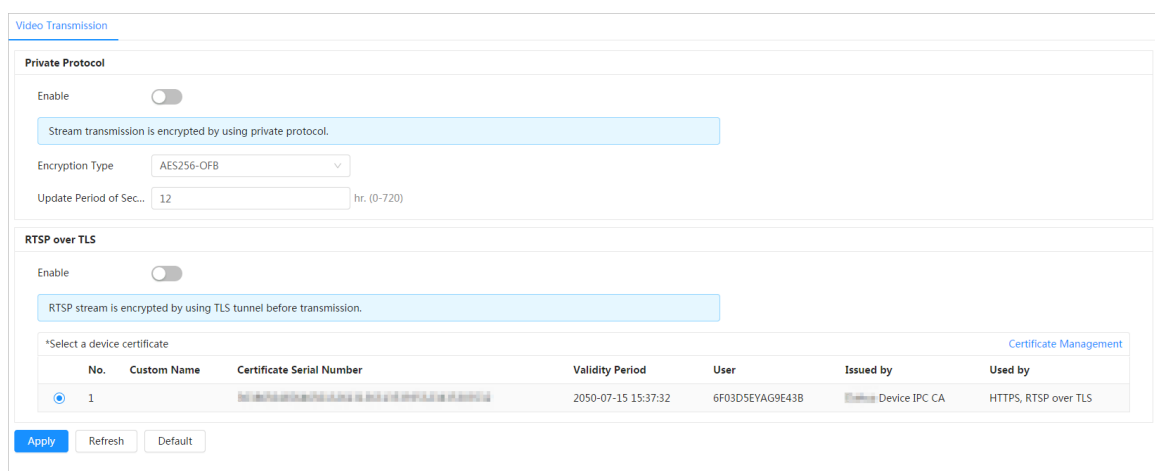 Video Transmission
Private Protocol
Enable
Stream transmission is encrypted by using private protocol.
Encryption Type AES256-OFB
Update Period of Sec... 12 hr. (0-720)
RTSP over TLS
Enable
RTSP stream is encrypted by using TLS tunnel before transmission.
*Select a device certificate Certificate Management
No. Custom Name Certificate Serial Number Validity Period User Issued by Used by
1 2050-07-15 15:37:32 6F03D5EYAG9E43B Device IPC CA HTTPS, RTSP over TLS
Apply Refresh Default